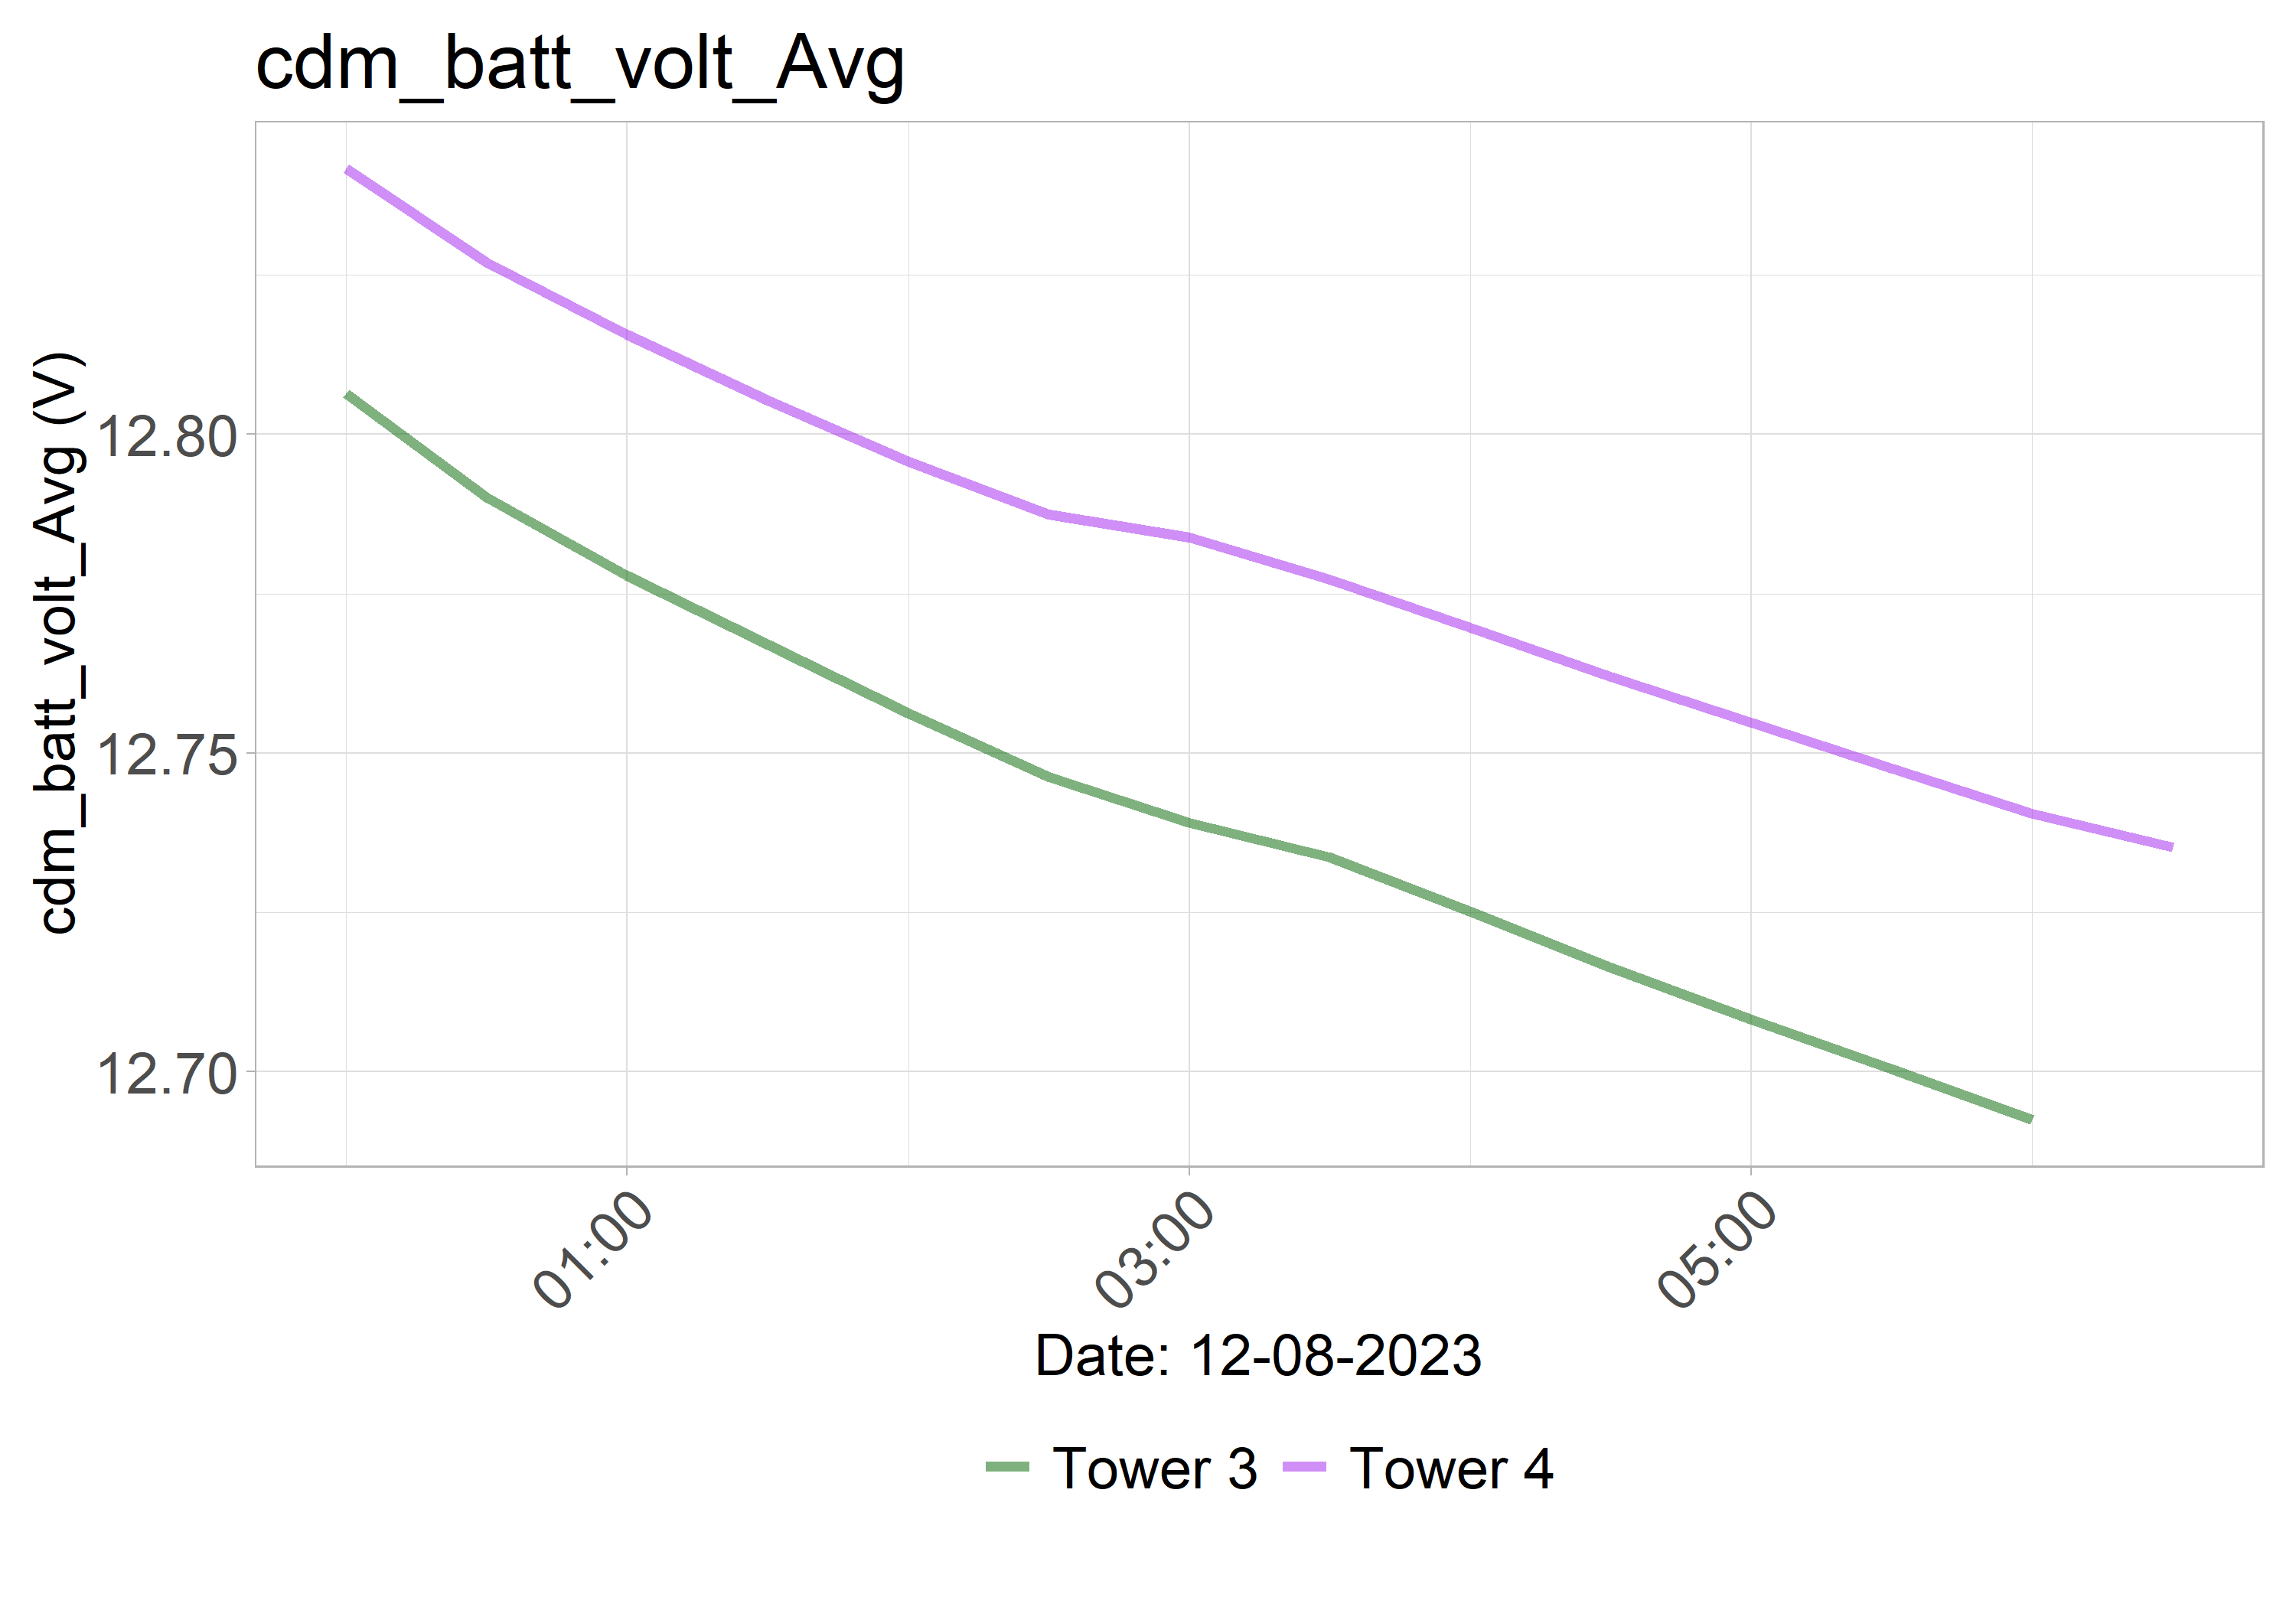 cdm_batt_volt_Avg
cdm_batt_volt_Avg (V)
12.80
12.75
12.70
01:00
03:00
05:00
Date: 12-08-2023
Tower 3
Tower 4